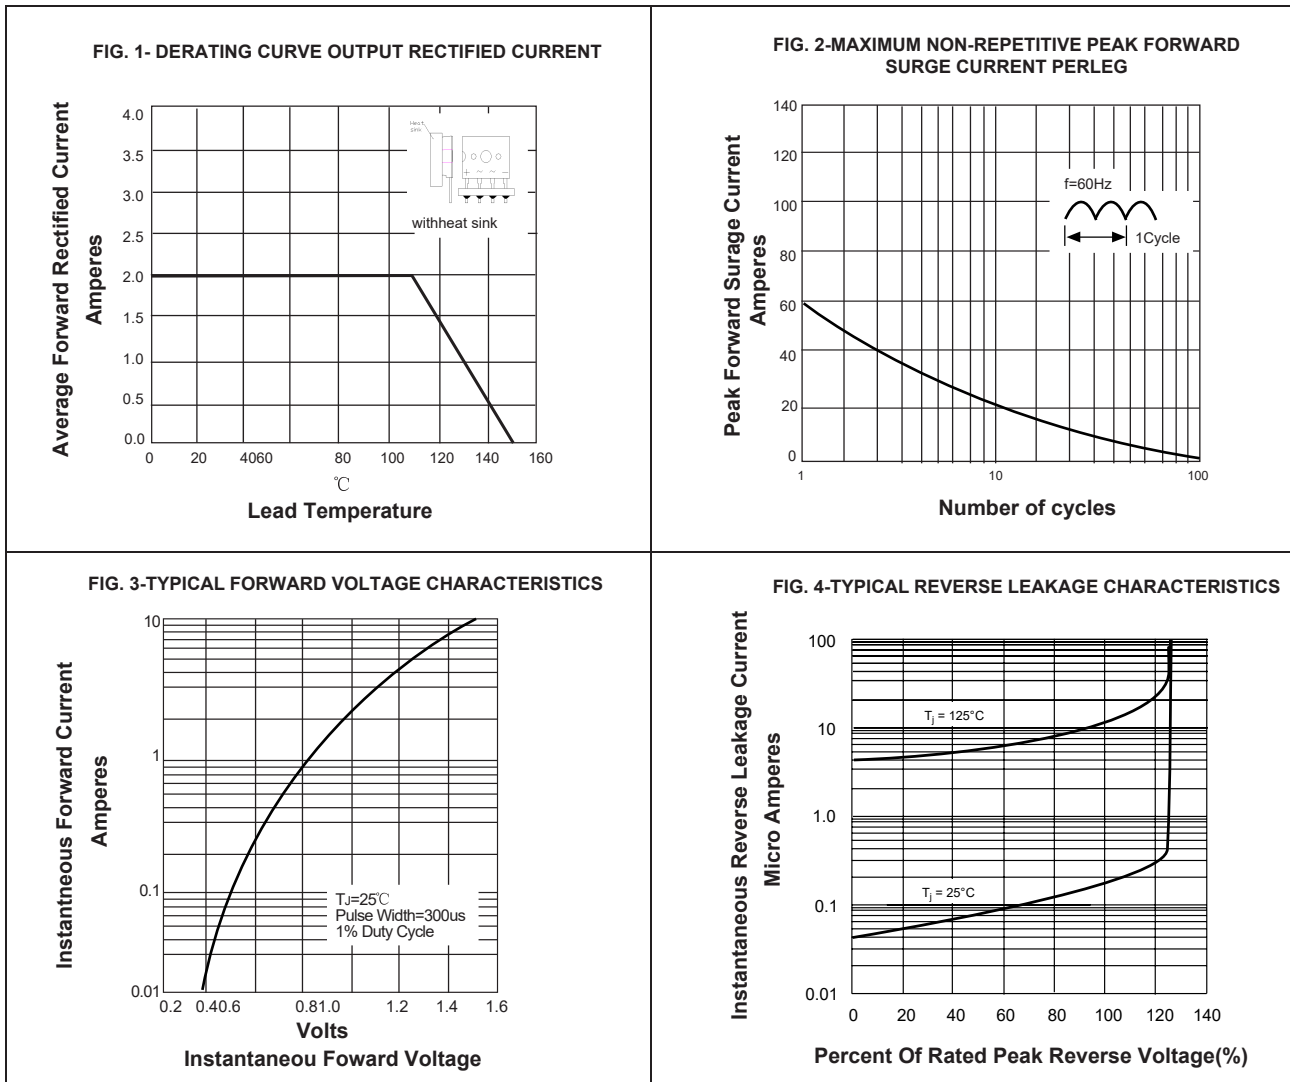 FIG. 1- DERATING CURVE OUTPUT RECTIFIED CURRENT
Average Forward Rectified Current
Amperes
4.0
3.5
3.0
2.5
2.0
1.5
1.0
0.5
0.0
Heat
sink
+ ~ ~ −
withheat sink
0 20 4060 80 100 120 140 160
℃
Lead Temperature
FIG. 2-MAXIMUM NON-REPETITIVE PEAK FORWARD
SURGE CURRENT PERLEG
Peak Forward Surage Current
Amperes
140
120
100
80
60
40
20
0
f=60Hz
1Cycle
1 10 100
Number of cycles
FIG. 3-TYPICAL FORWARD VOLTAGE CHARACTERISTICS
Instantneous Forward Current
Amperes
10
1
0.1
0.01
TJ=25℃
Pulse Width=300us
1% Duty Cycle
0.2 0.40.6 0.81.0 1.2 1.4 1.6
Volts
Instantaneou Foward Voltage
FIG. 4-TYPICAL REVERSE LEAKAGE CHARACTERISTICS
Instantaneous Reverse Leakage Current
Micro Amperes
100
10
1.0
0.1
0.01
Tj = 125°C
Tj = 25°C
0 20 40 60 80 100 120 140
Percent Of Rated Peak Reverse Voltage(%)